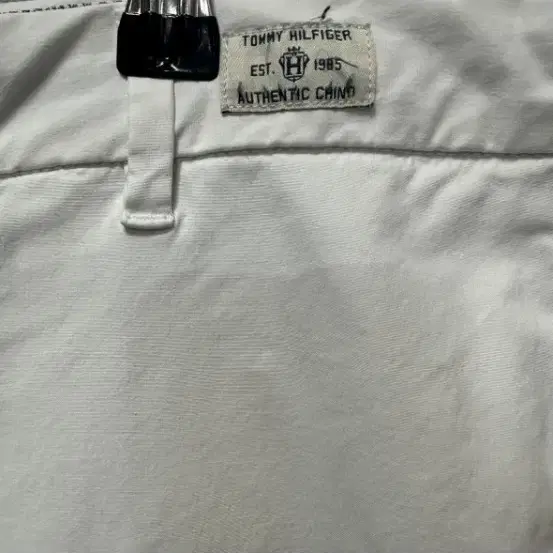 TOMMY HILFIGER
EST. H 1985
AUTHENTIC CHINO